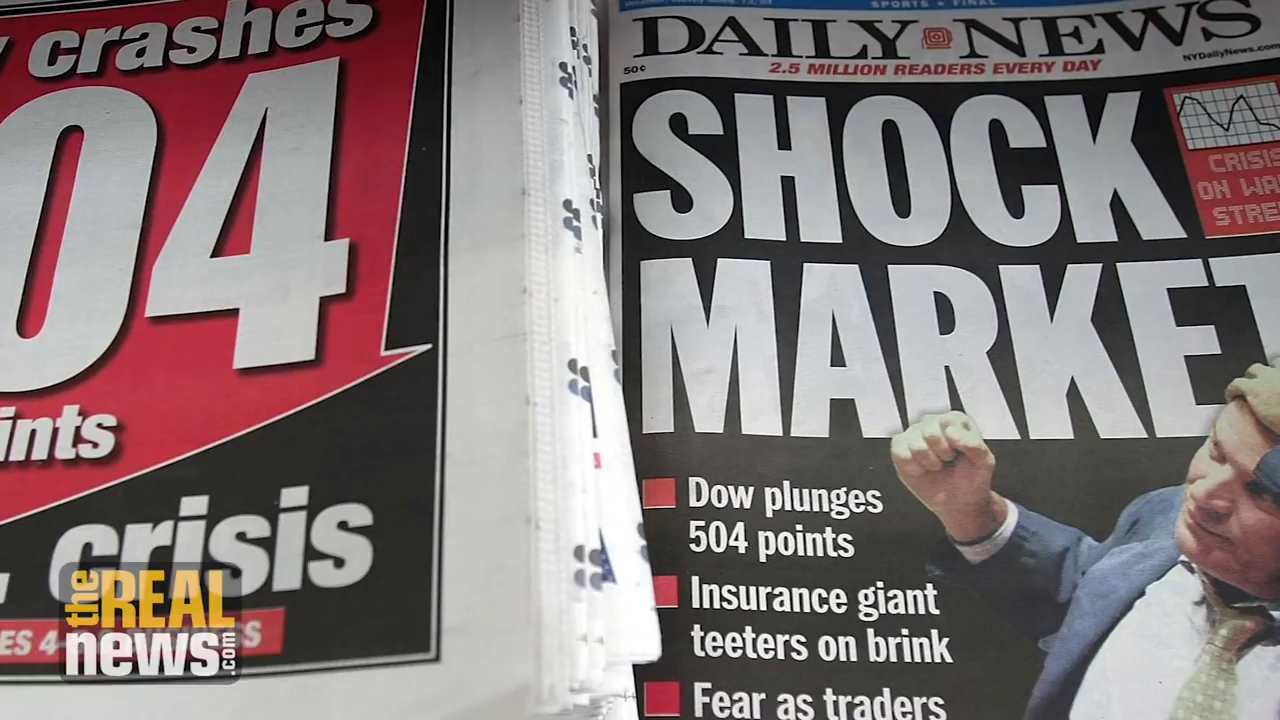 crashes
04
ints
crisis
the
REAL
news.com
SPORTS ★ FINAL
DAILY NEWS
50¢
2.5 MILLION READERS EVERY DAY
NYDailyNews.com
SHOCK
MARKET
CRISIS
ON WA
STRE
Dow plunges
504 points
Insurance giant
teeters on brink
Fear as traders